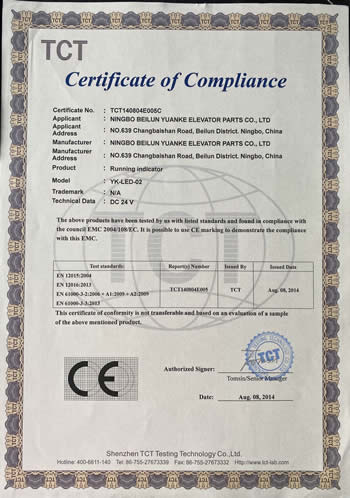 TCT
Certificate of Compliance
Certificate No. : TCT140804E005C
Applicant : NINGBO BEILUN YUANKE ELEVATOR PARTS CO., LTD
Applicant Address : NO.639 Changbaishan Road, Beilun District. Ningbo, China
Manufacturer : NINGBO BEILUN YUANKE ELEVATOR PARTS CO., LTD
Manufacturer Address : NO.639 Changbaishan Road, Beilun District. Ningbo, China
Product : Running indicator
Model : YK-LED-02
Trademark : N/A
Technical Data : DC 24 V
The above products have been tested by us with listed standards and found in compliance with
the council EMC 2004/108/EC. It is possible to use CE marking to demonstrate the compliance
with this EMC.
Test standards: Report(s) Number Issued By Issued Date
EN 12015:2004
EN 12016:2013
EN 61000-3-2:2006 + A1:2009 + A2:2009
EN 61000-3-3:2013
TCT140804E005 TCT Aug. 08, 2014
This certificate of conformity is not transferable and based on an evaluation of a sample
of the above mentioned product.
CE
TCT
Authorized Signer:
Tomsin/Senior Manager
Date: Aug. 08, 2014
Shenzhen TCT Testing Technology Co.,Ltd.
Hotline: 400-6611-140 Tel: 86-755-27673339 Fax: 86-755-27673332 Http://www.tct-lab.com